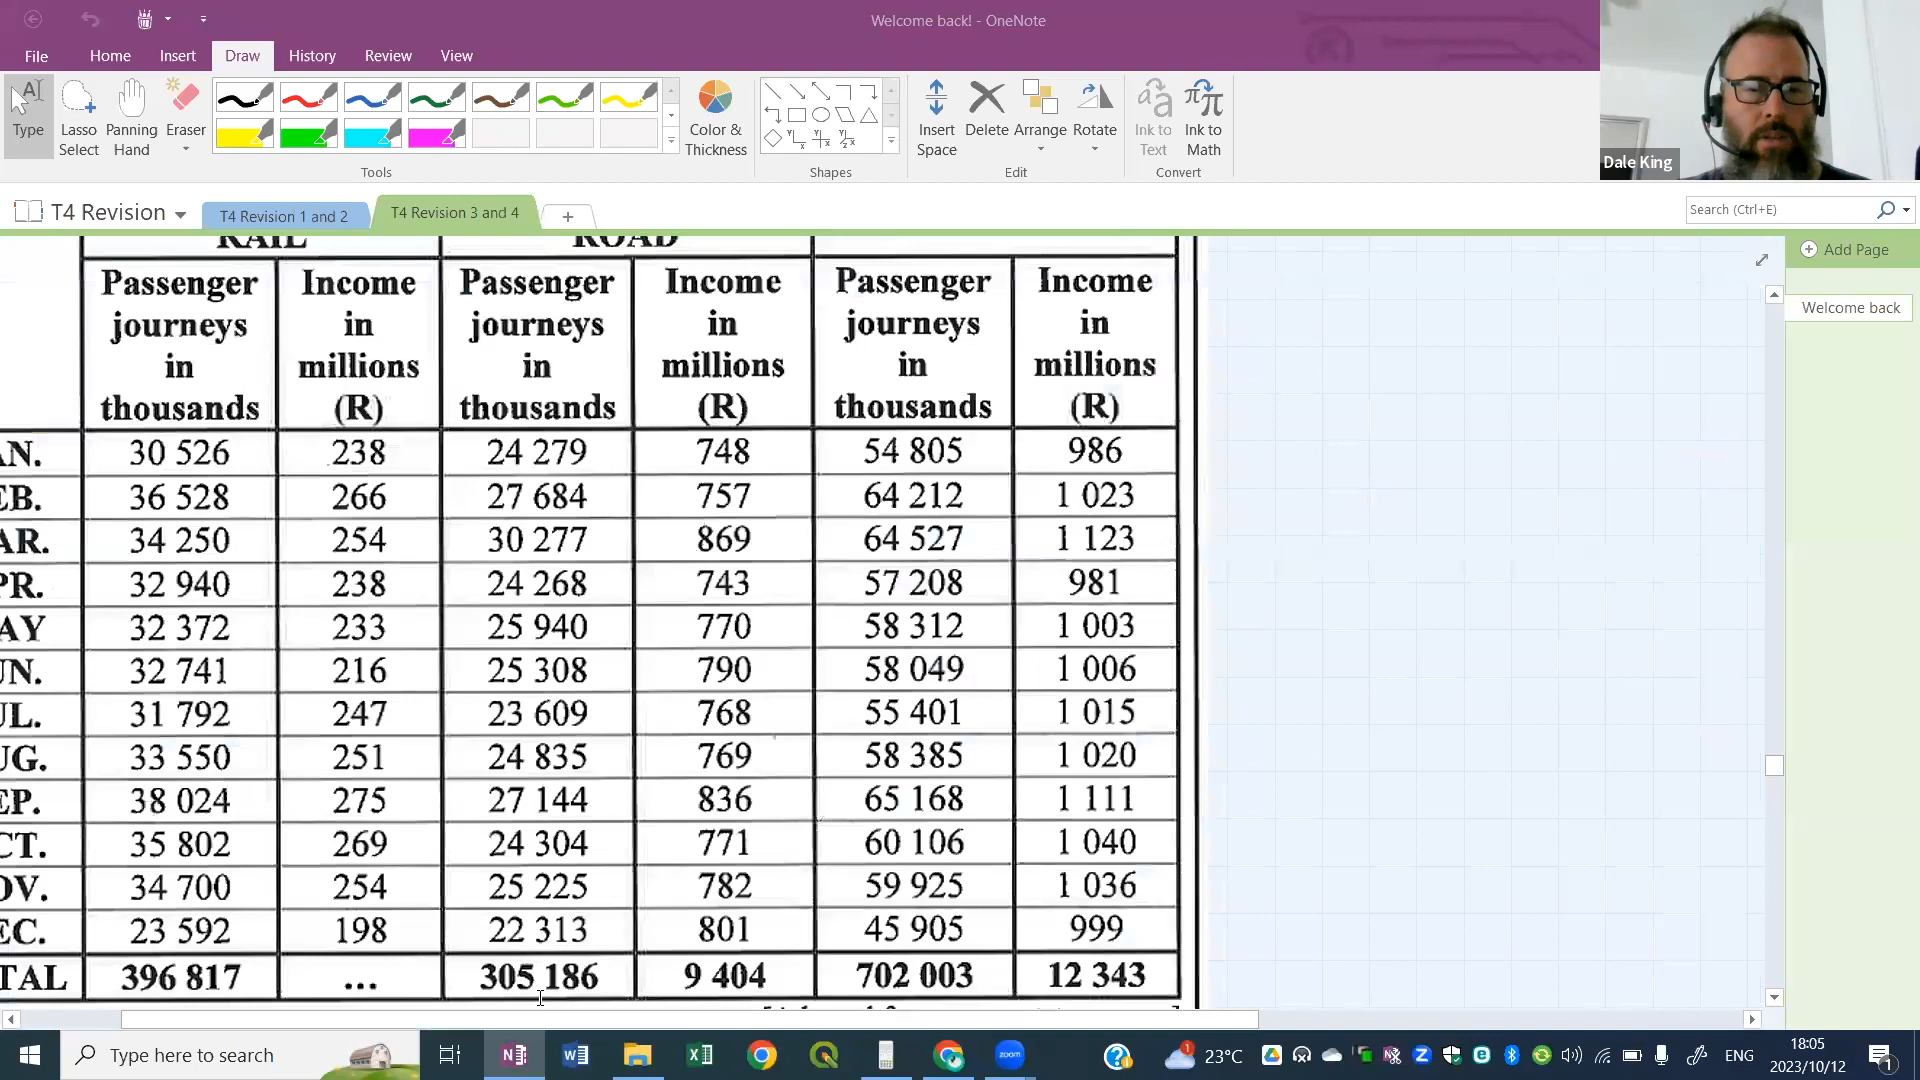 Welcome back! - OneNote
File Home Insert Draw History Review View
Type
Lasso Select
Panning Hand
Eraser
Color & Thickness
Insert Space
Delete
Arrange
Rotate
Ink to Text
Ink to Math
Tools
Shapes
Edit
Convert
Dale King
T4 Revision
T4 Revision 1 and 2
T4 Revision 3 and 4
Search (Ctrl+E)
Add Page
Welcome back
RAIL ROAD
Passenger Income Passenger Income Passenger Income
journeys in journeys in journeys in
in millions in millions in millions
thousands (R) thousands (R) thousands (R)
AN. 30 526 238 24 279 748 54 805 986
EB. 36 528 266 27 684 757 64 212 1 023
AR. 34 250 254 30 277 869 64 527 1 123
PR. 32 940 238 24 268 743 57 208 981
AY 32 372 233 25 940 770 58 312 1 003
UN. 32 741 216 25 308 790 58 049 1 006
UL. 31 792 247 23 609 768 55 401 1 015
UG. 33 550 251 24 835 769 58 385 1 020
EP. 38 024 275 27 144 836 65 168 1 111
CT. 35 802 269 24 304 771 60 106 1 040
OV. 34 700 254 25 225 782 59 925 1 036
EC. 23 592 198 22 313 801 45 905 999
TAL 396 817 ... 305 186 9 404 702 003 12 343
Type here to search
zoom
1
23°C
ENG
18:05
2023/10/12
1